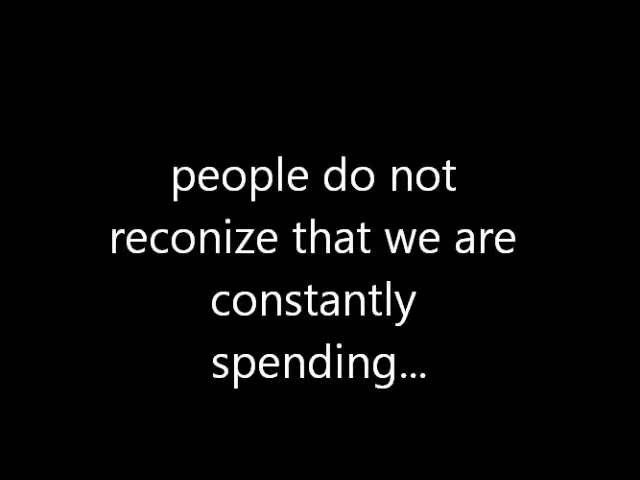 people do not
reconize that we are
constantly
spending...